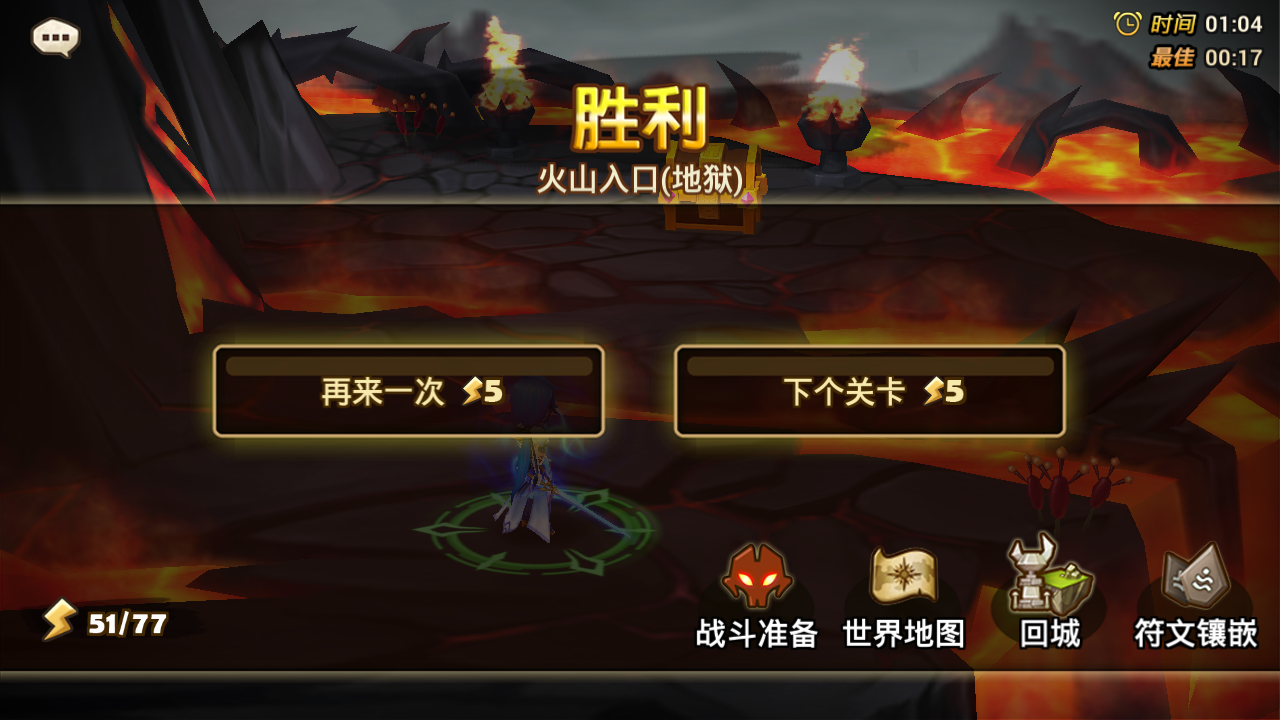 时间 01:04
最佳 00:17
胜利
火山入口(地狱)
再来一次 5
下个关卡 5
51/77
战斗准备 世界地图 回城 符文镶嵌